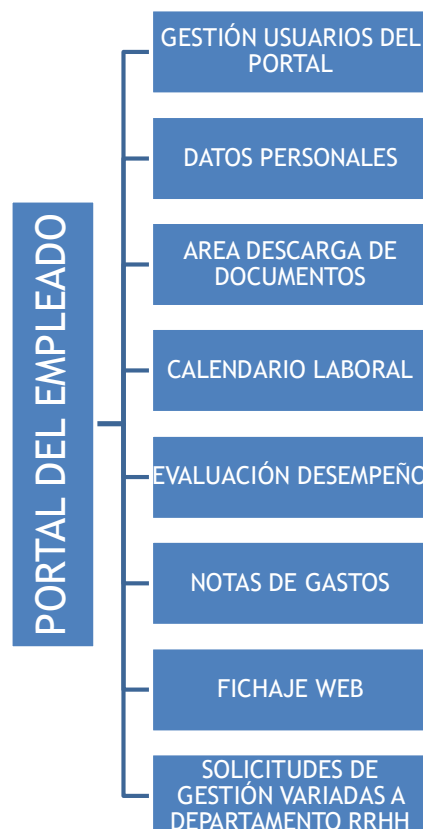 PORTAL DEL EMPLEADO
GESTIÓN USUARIOS DEL
PORTAL
DATOS PERSONALES
AREA DESCARGA DE
DOCUMENTOS
CALENDARIO LABORAL
EVALUACIÓN DESEMPEÑO
NOTAS DE GASTOS
FICHAJE WEB
SOLICITUDES DE
GESTIÓN VARIADAS A
DEPARTAMENTO RRHH